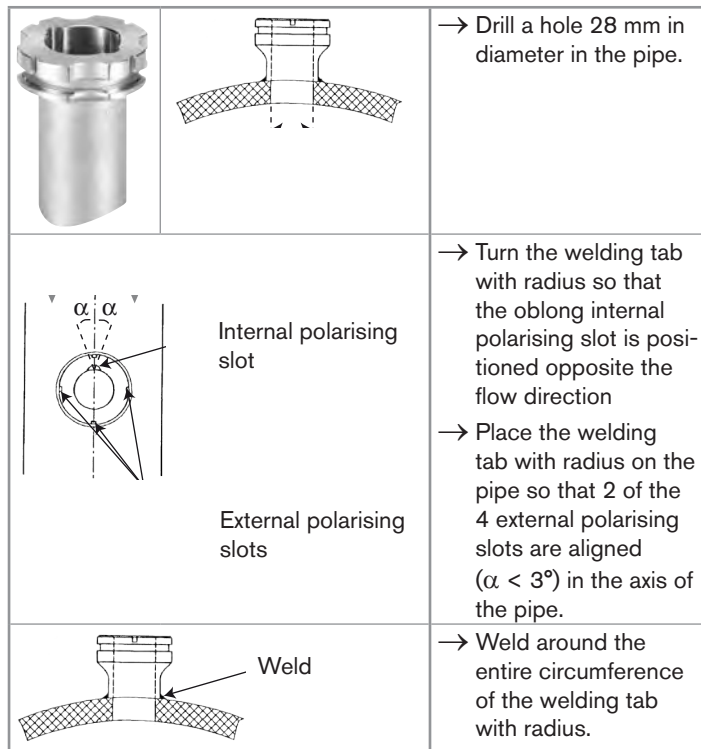 → Drill a hole 28 mm in
diameter in the pipe.
α α
Internal polarising
slot
External polarising
slots
→ Turn the welding tab
with radius so that
the oblong internal
polarising slot is posi-
tioned opposite the
flow direction
→ Place the welding
tab with radius on the
pipe so that 2 of the
4 external polarising
slots are aligned
(α < 3°) in the axis of
the pipe.
Weld
→ Weld around the
entire circumference
of the welding tab
with radius.